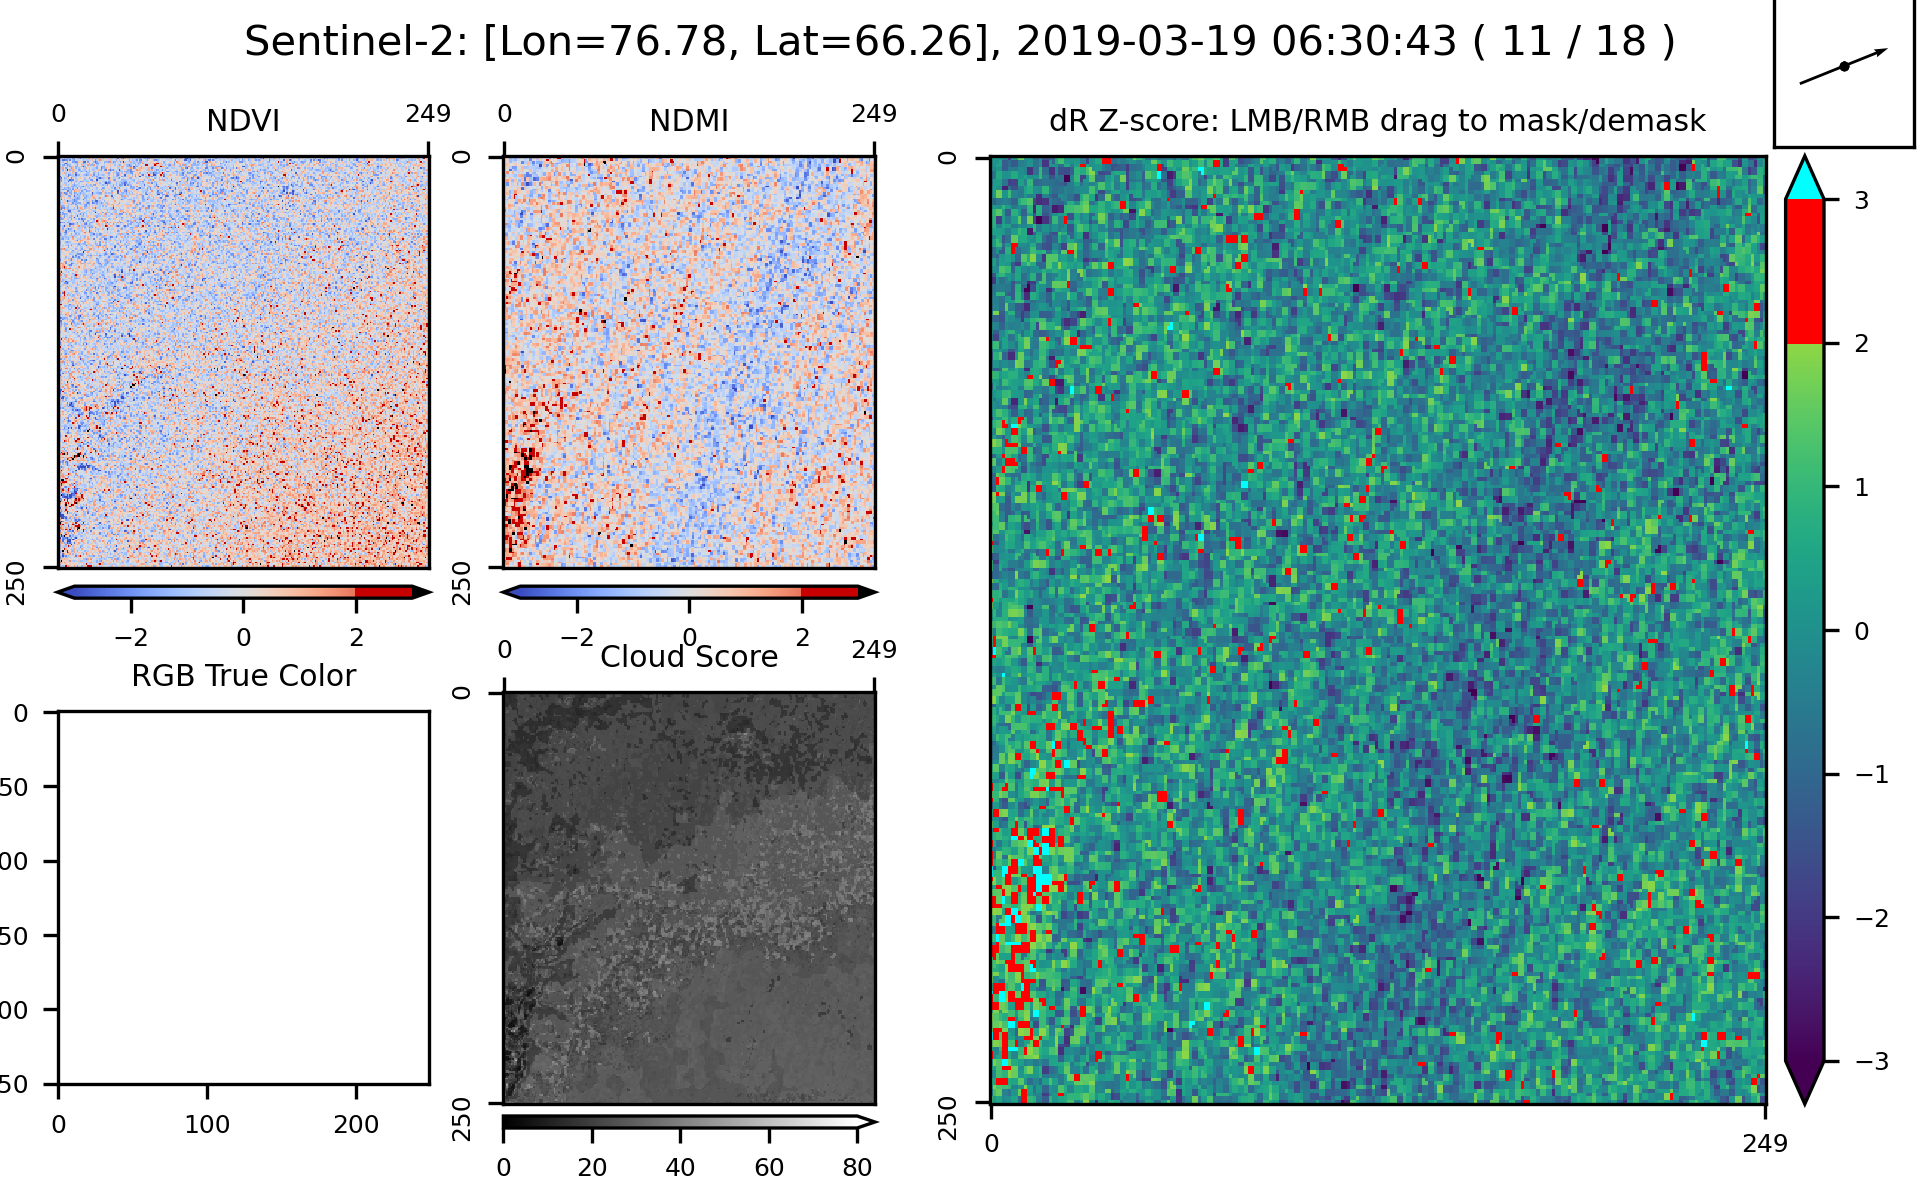 Sentinel-2: [Lon=76.78, Lat=66.26], 2019-03-19 06:30:43 ( 11 / 18 )
0 NDVI 249
0
250
−2 0 2
0 NDMI 249
0
250
−2 0 2
dR Z-score: LMB/RMB drag to mask/demask
0
250
0 249
3
2
1
0
−1
−2
−3
RGB True Color
0
50
00
50
00
50
0 100 200
0 Cloud Score 249
0
250
0 20 40 60 80